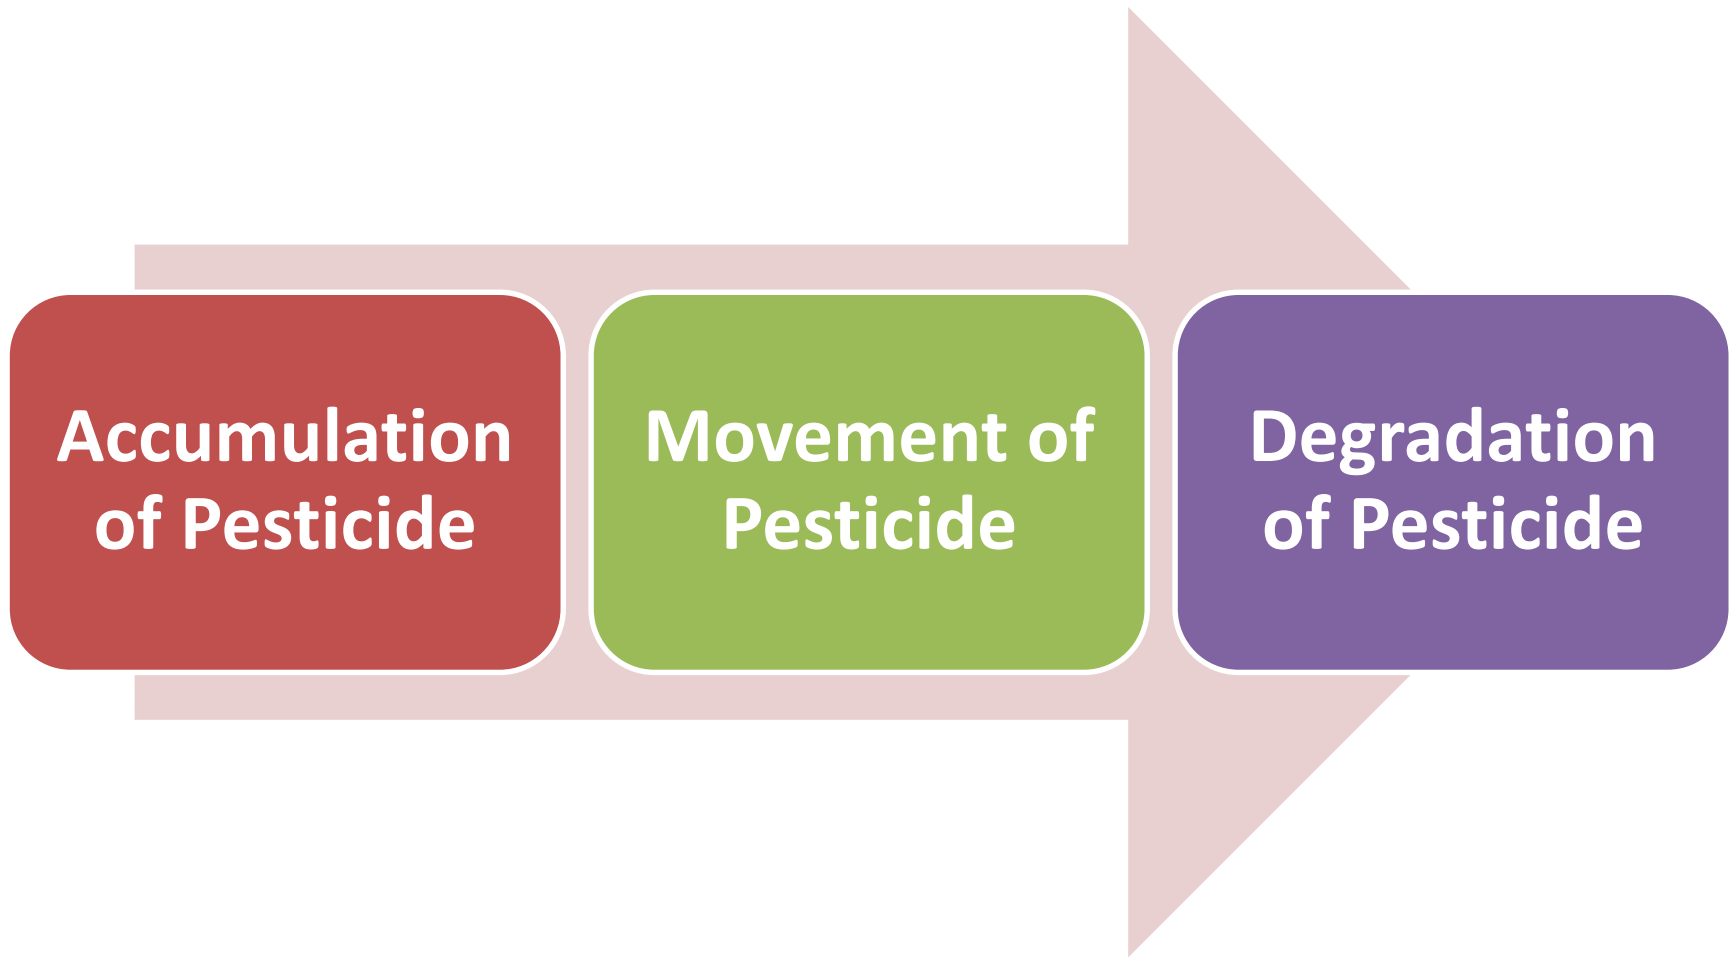 Accumulation
of Pesticide
Movement of
Pesticide
Degradation
of Pesticide